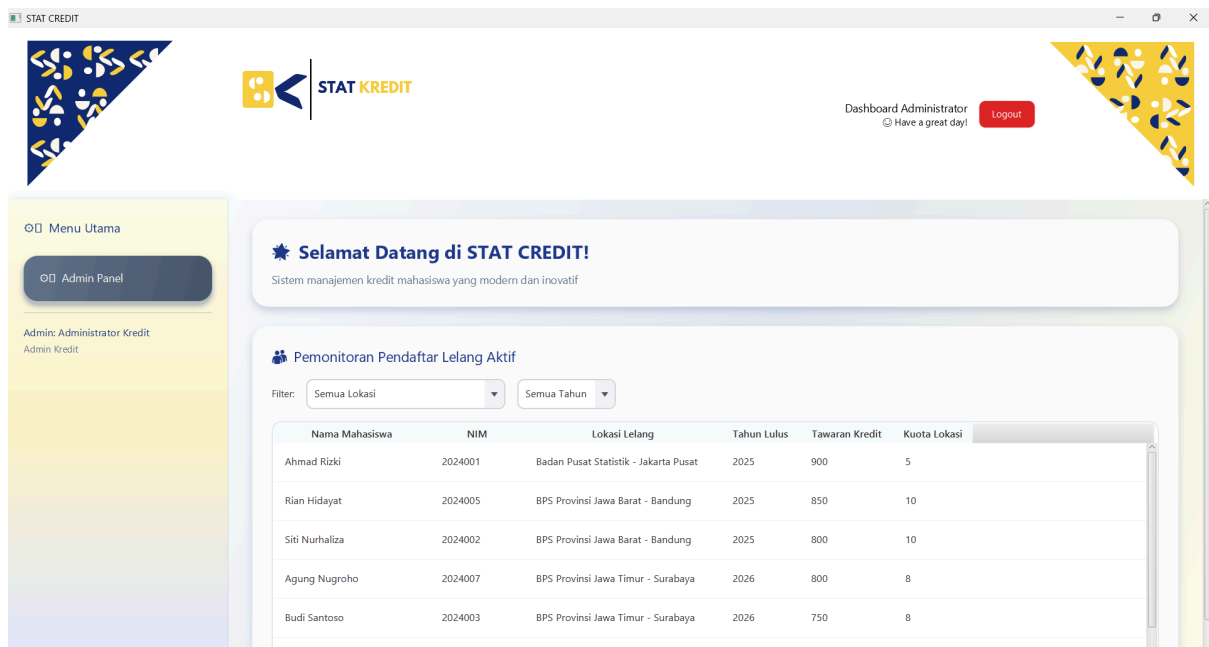 STAT CREDIT
STAT KREDIT
Dashboard Administrator
☺ Have a great day!
Logout
Menu Utama
Admin Panel
Admin: Administrator Kredit
Admin Kredit
Selamat Datang di STAT CREDIT!
Sistem manajemen kredit mahasiswa yang modern dan inovatif
Pemonitoran Pendaftar Lelang Aktif
Filter: Semua Lokasi Semua Tahun
Nama Mahasiswa NIM Lokasi Lelang Tahun Lulus Tawaran Kredit Kuota Lokasi
Ahmad Rizki 2024001 Badan Pusat Statistik - Jakarta Pusat 2025 900 5
Rian Hidayat 2024005 BPS Provinsi Jawa Barat - Bandung 2025 850 10
Siti Nurhaliza 2024002 BPS Provinsi Jawa Barat - Bandung 2025 800 10
Agung Nugroho 2024007 BPS Provinsi Jawa Timur - Surabaya 2026 800 8
Budi Santoso 2024003 BPS Provinsi Jawa Timur - Surabaya 2026 750 8